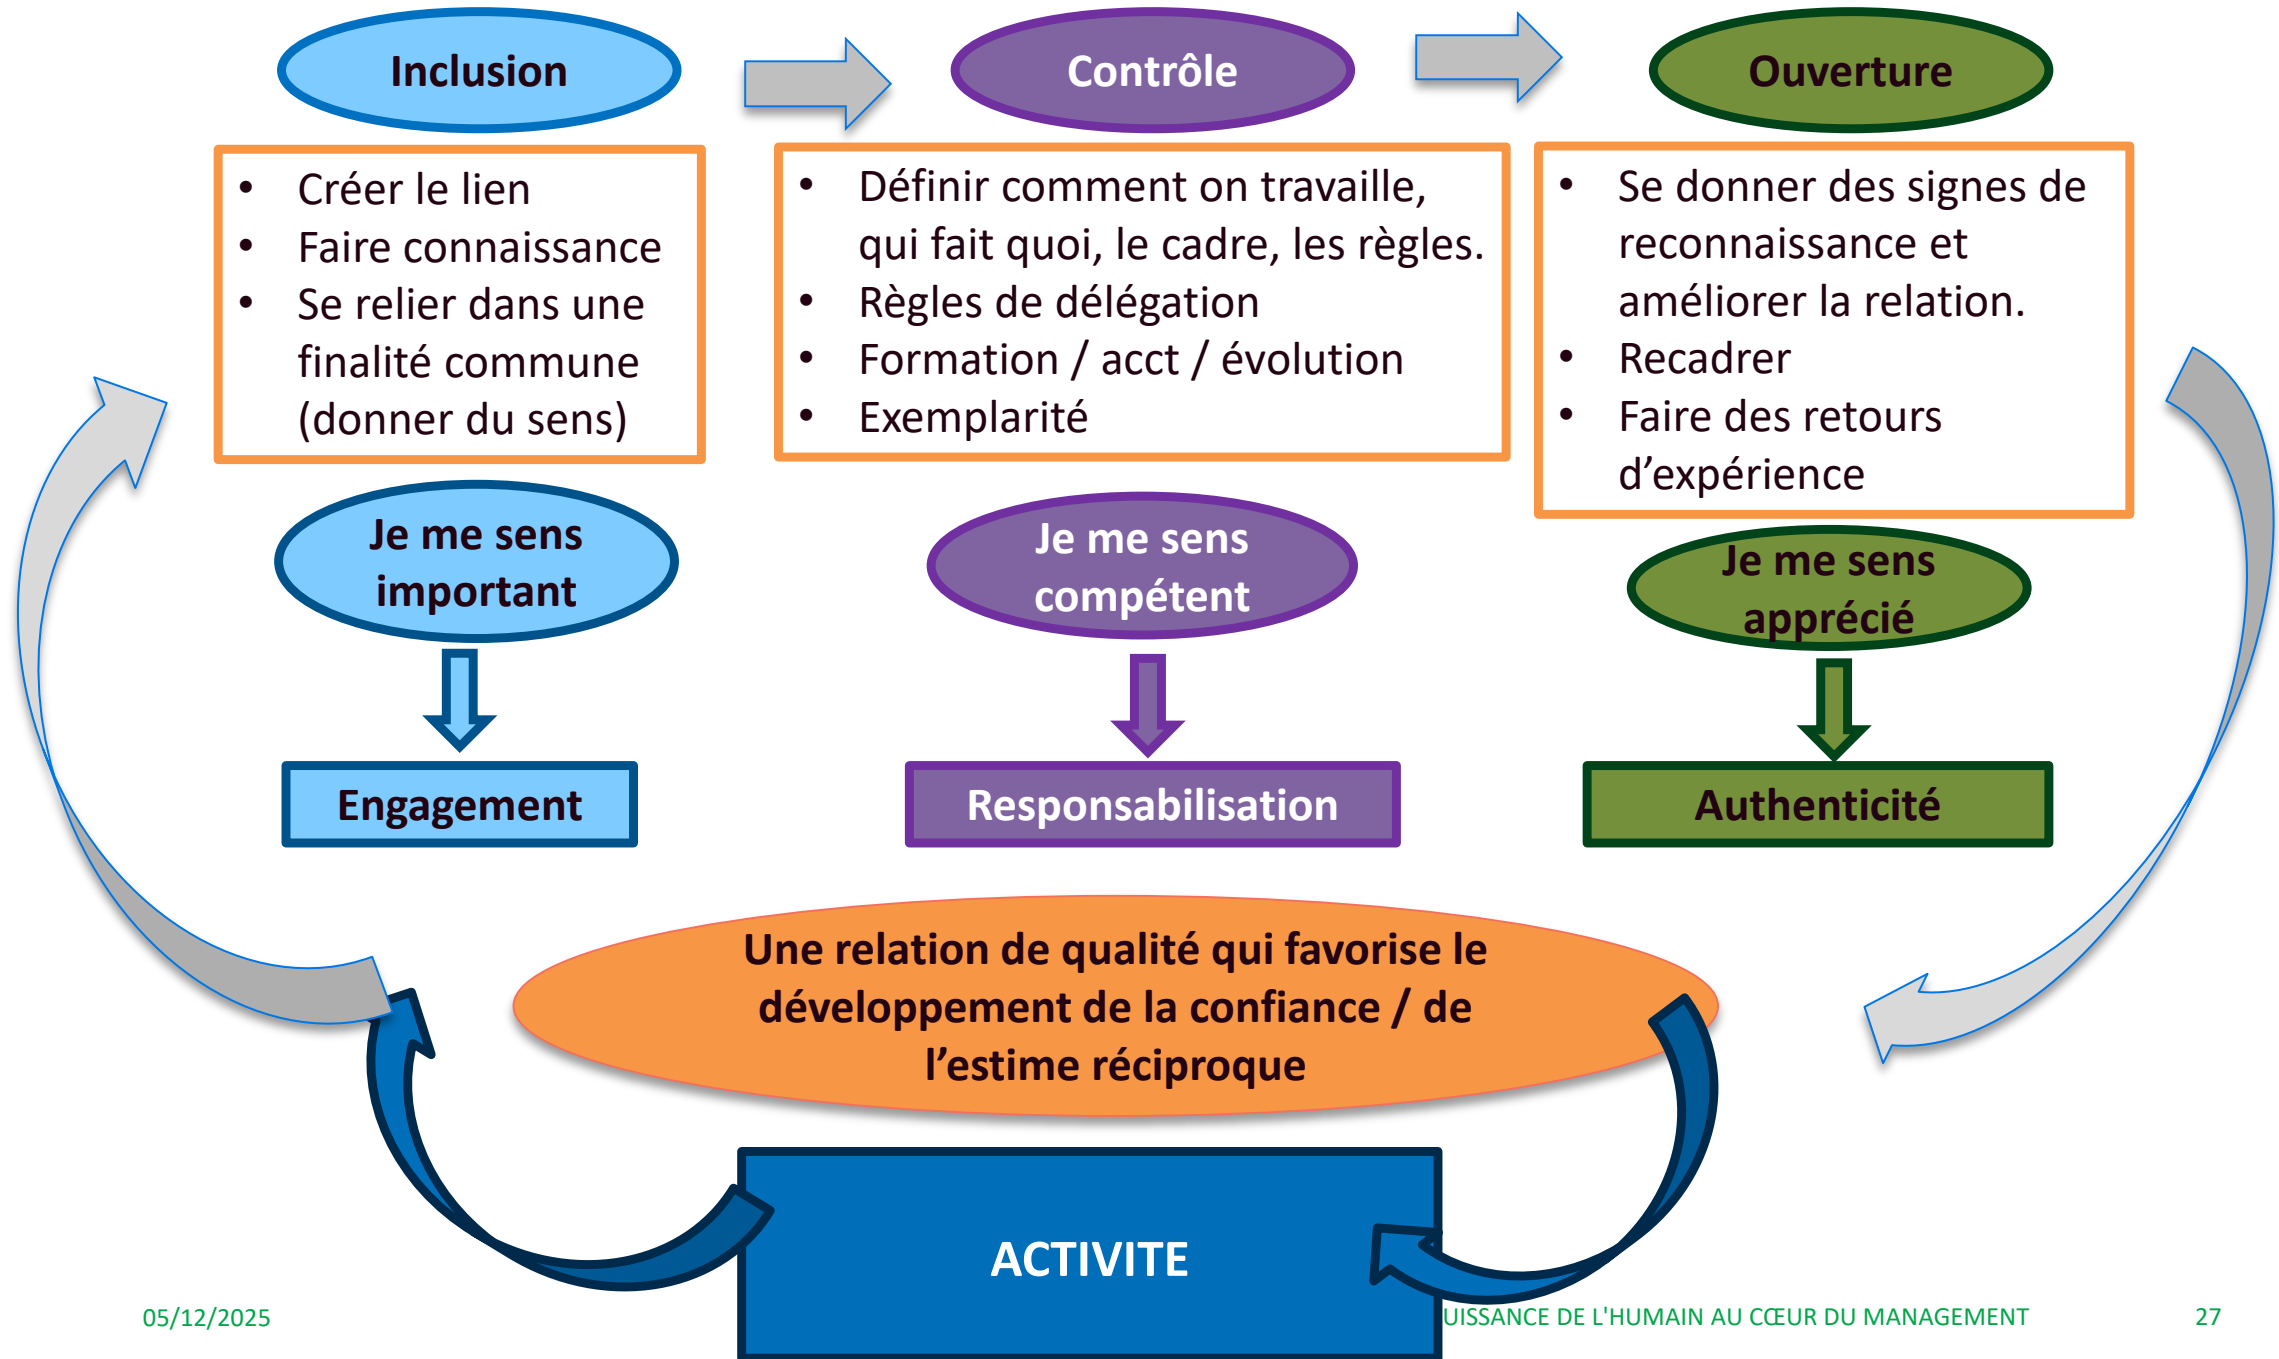 Inclusion
Contrôle
Ouverture
• Créer le lien
• Faire connaissance
• Se relier dans une
finalité commune
(donner du sens)
• Définir comment on travaille,
qui fait quoi, le cadre, les règles.
• Règles de délégation
• Formation / acct / évolution
• Exemplarité
• Se donner des signes de
reconnaissance et
améliorer la relation.
• Recadrer
• Faire des retours
d’expérience
Je me sens
important
Je me sens
compétent
Je me sens
apprécié
Engagement
Responsabilisation
Authenticité
Une relation de qualité qui favorise le
développement de la confiance / de
l’estime réciproque
ACTIVITE
05/12/2025
UISSANCE DE L'HUMAIN AU CŒUR DU MANAGEMENT
27